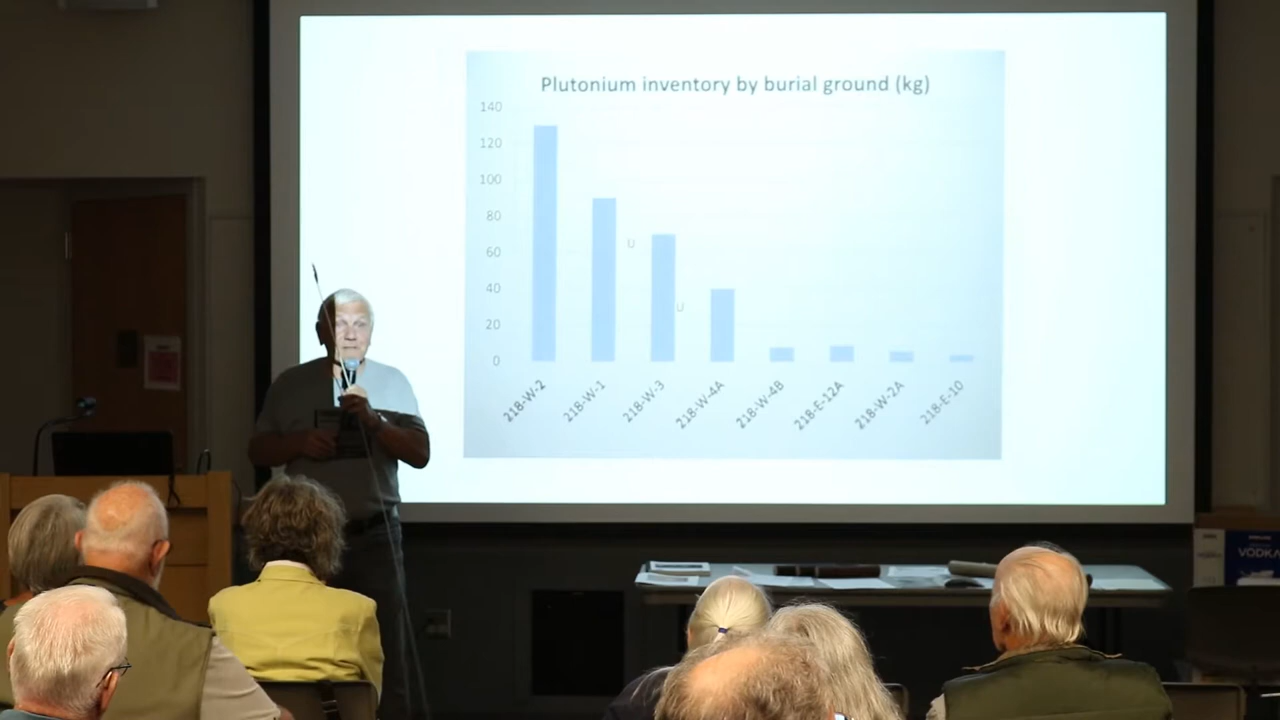 Plutonium inventory by burial ground (kg)
140
120
100
80
60
40
20
0
U
U
218-W-2
218-W-1
218-W-3
218-W-4A
218-W-4B
218-E-12A
218-W-2A
218-E-10
VODKA